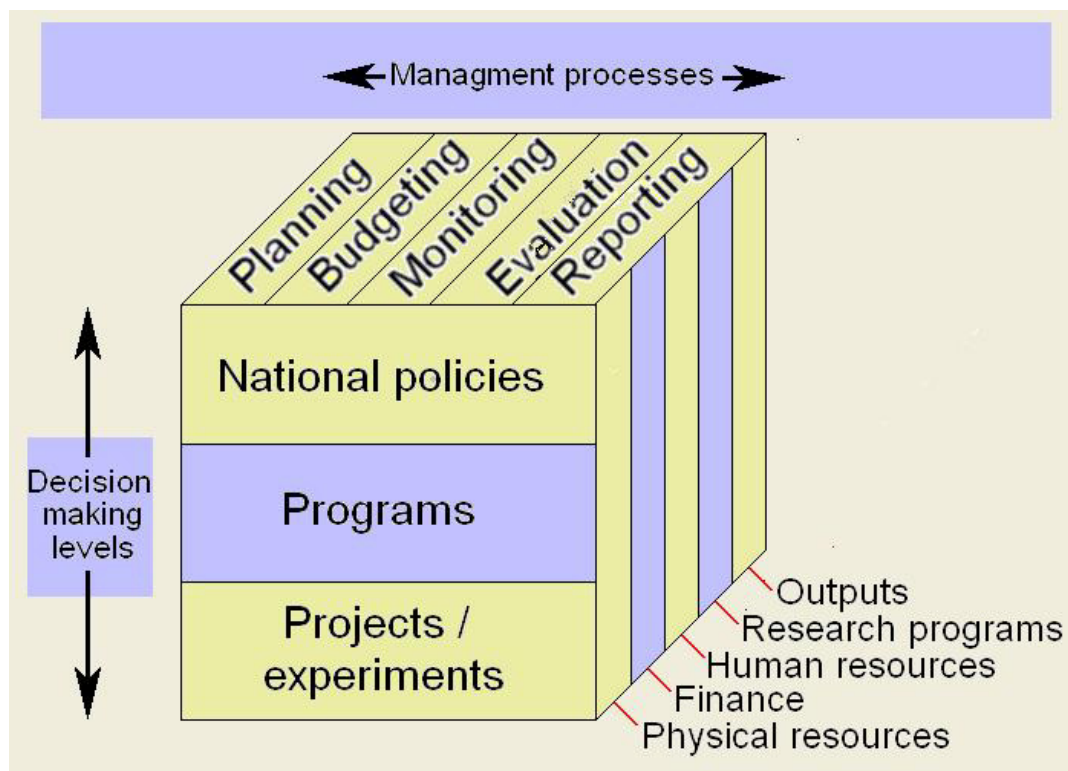 Managment processes
Planning
Budgeting
Monitoring
Evaluation
Reporting
National policies
Programs
Projects /
experiments
Decision
making
levels
Outputs
Research programs
Human resources
Finance
Physical resources